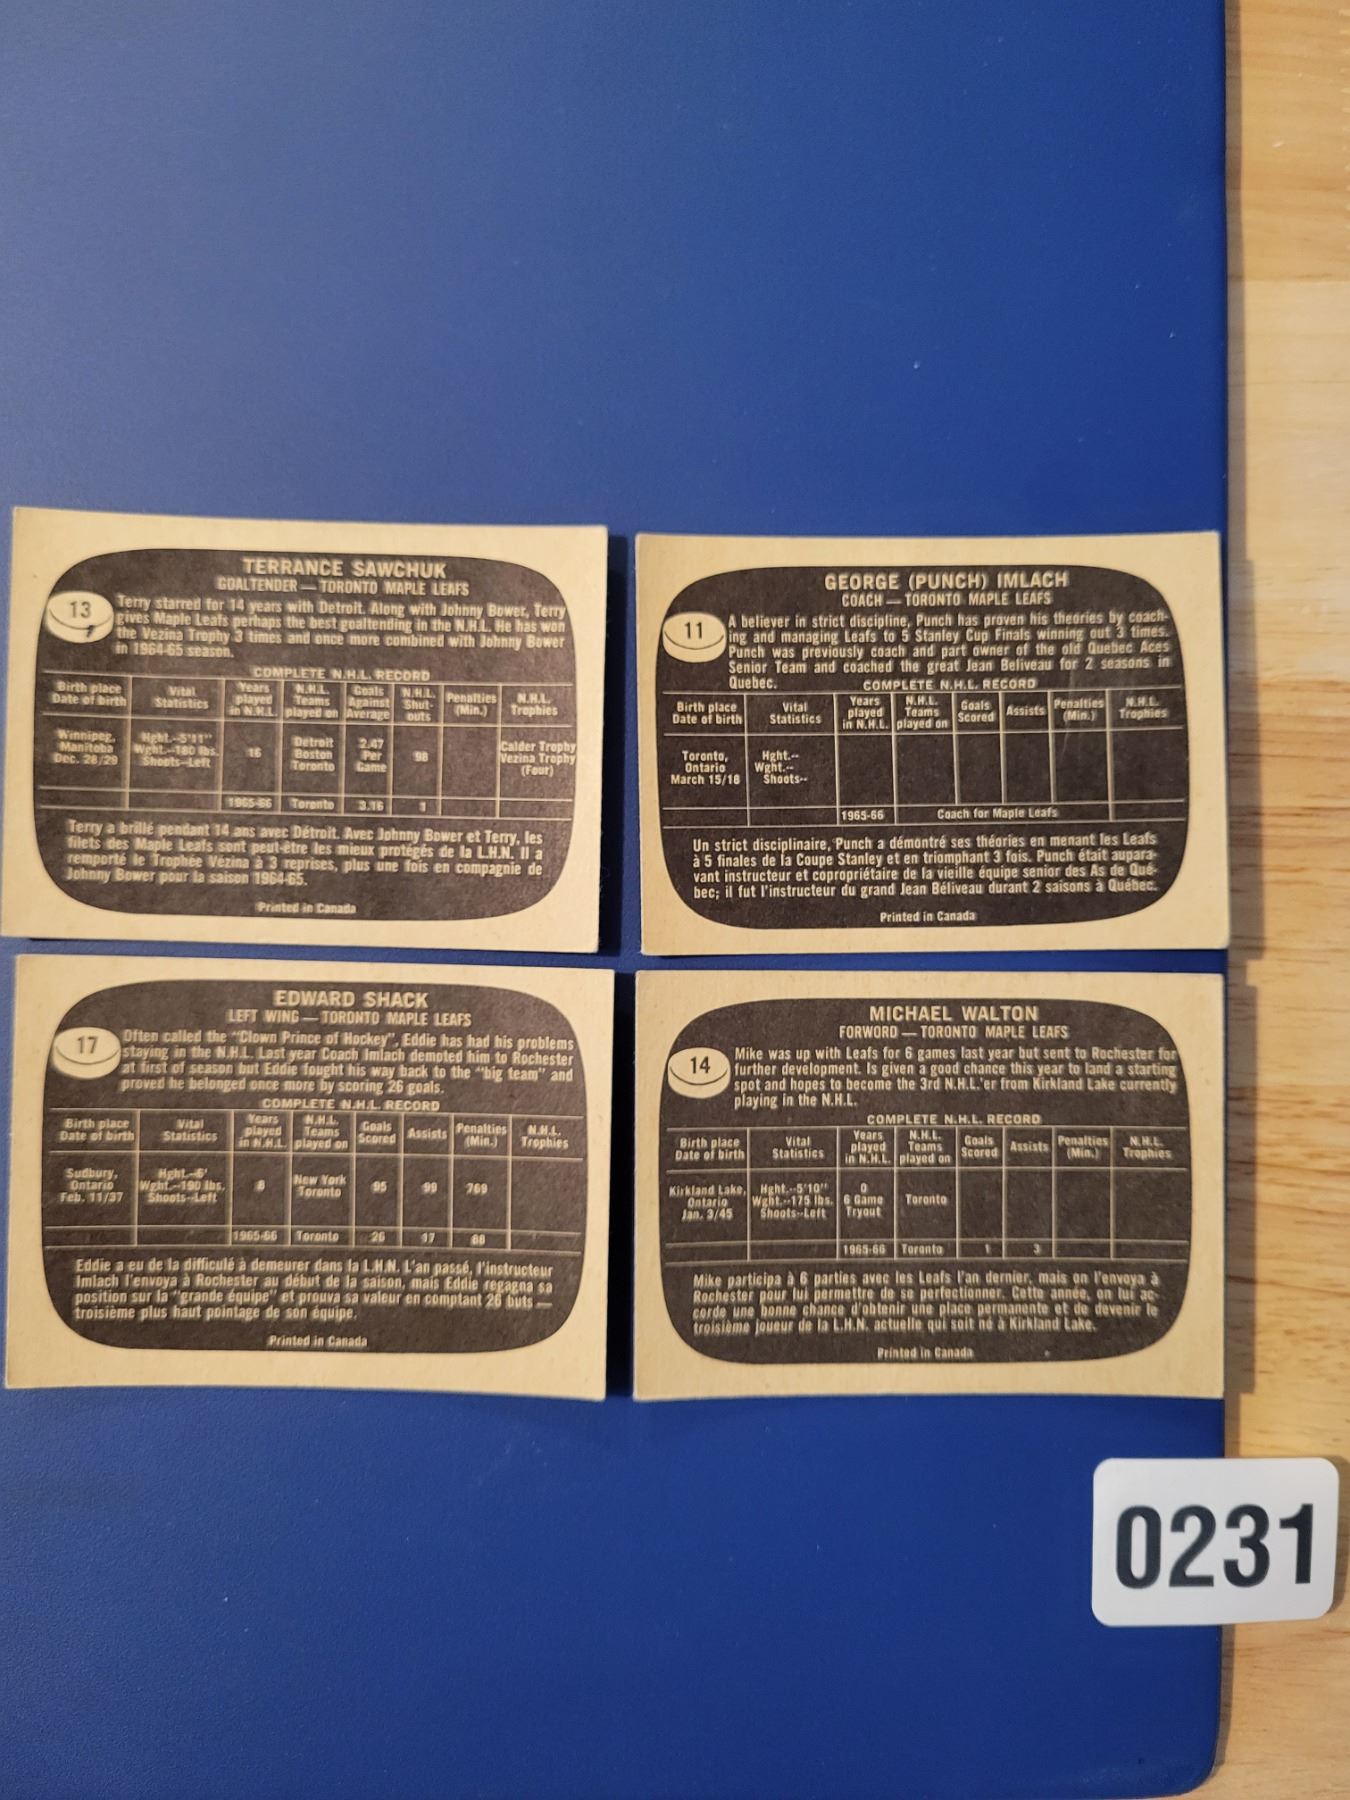 TERRANCE SAWCHUK
GOALTENDER — TORONTO MAPLE LEAFS
13
Terry starred for 14 years with Detroit. Along with Johnny Bower, Terry
gives Maple Leafs perhaps the best goaltending in the N.H.L. He has won
the Vezina Trophy 3 times and once more combined with Johnny Bower
in 1964-65 season.
COMPLETE N.H.L. RECORD
Birth place
Date of birth
Vital
Statistics
Years
played
in N.H.L.
N.H.L.
Teams
played on
Goals
Against
Average
N.H.L.
Shut-
outs
Penalties
(Min.)
N.H.L.
Trophies
Winnipeg,
Manitoba
Dec. 28/29
Hght.--5'11"
Wght.--180 lbs.
Shoots--Left
16
Detroit
Boston
Toronto
2.47
Per
Game
98
Calder Trophy
Vezina Trophy
(Four)
1965-66 Toronto 3.16 1
Terry a brillé pendant 14 ans avec Détroit. Avec Johnny Bower et Terry, les
filets des Maple Leafs sont peut-être les mieux protégés de la L.H.N. Il a
remporté le Trophée Vézina à 3 reprises, plus une fois en compagnie de
Johnny Bower pour la saison 1964-65.
Printed in Canada
GEORGE (PUNCH) IMLACH
COACH — TORONTO MAPLE LEAFS
11
A believer in strict discipline, Punch has proven his theories by coach-
ing and managing Leafs to 5 Stanley Cup Finals winning out 3 times.
Punch was previously coach and part owner of the old Quebec Aces
Senior Team and coached the great Jean Beliveau for 2 seasons in
Quebec.
COMPLETE N.H.L. RECORD
Birth place
Date of birth
Vital
Statistics
Years
played
in N.H.L.
N.H.L.
Teams
played on
Goals
Scored
Assists
Penalties
(Min.)
N.H.L.
Trophies
Toronto,
Ontario
March 15/18
Hght.--
Wght.--
Shoots--
1965-66 Coach for Maple Leafs
Un strict disciplinaire, Punch a démontré ses théories en menant les Leafs
à 5 finales de la Coupe Stanley et en triomphant 3 fois. Punch était aupara-
vant instructeur et copropriétaire de la vieille équipe senior des As de Qué-
bec; il fut l'instructeur du grand Jean Béliveau durant 2 saisons à Québec.
Printed in Canada
EDWARD SHACK
LEFT WING — TORONTO MAPLE LEAFS
17
Often called the "Clown Prince of Hockey", Eddie has had his problems
staying in the N.H.L. Last year Coach Imlach demoted him to Rochester
at first of season but Eddie fought his way back to the "big team" and
proved he belonged once more by scoring 26 goals.
COMPLETE N.H.L. RECORD
Birth place
Date of birth
Vital
Statistics
Years
played
in N.H.L.
N.H.L.
Teams
played on
Goals
Scored
Assists
Penalties
(Min.)
N.H.L.
Trophies
Sudbury,
Ontario
Feb. 11/37
Hght.--6'
Wght.--190 lbs.
Shoots--Left
8
New York
Toronto
95
99
769
1965-66 Toronto 26 17 88
Eddie a eu de la difficulé à demeurer dans la L.H.N. L'an passé, l'instructeur
Imlach l'envoya à Rochester au début de la saison, mais Eddie regagna sa
position sur la "grande équipe" et prouva sa valeur en comptant 26 buts —
troisième plus haut pointage de son équipe.
Printed in Canada
MICHAEL WALTON
FORWORD — TORONTO MAPLE LEAFS
14
Mike was up with Leafs for 6 games last year but sent to Rochester for
further development. Is given a good chance this year to land a starting
spot and hopes to become the 3rd N.H.L.'er from Kirkland Lake currently
playing in the N.H.L.
COMPLETE N.H.L. RECORD
Birth place
Date of birth
Vital
Statistics
Years
played
in N.H.L.
N.H.L.
Teams
played on
Goals
Scored
Assists
Penalties
(Min.)
N.H.L.
Trophies
Kirkland Lake,
Ontario
Jan. 3/45
Hght.--5'10"
Wght.--175 lbs.
Shoots--Left
0
6 Game
Tryout
Toronto
1965-66 Toronto 1 3
Mike participa à 6 parties avec les Leafs l'an dernier, mais on l'envoya à
Rochester pour lui permettre de se perfectionner. Cette année, on lui ac-
corde une bonne chance d'obtenir une place permanente et de devenir le
troisième joueur de la L.H.N. actuelle qui soit né à Kirkland Lake.
Printed in Canada
0231